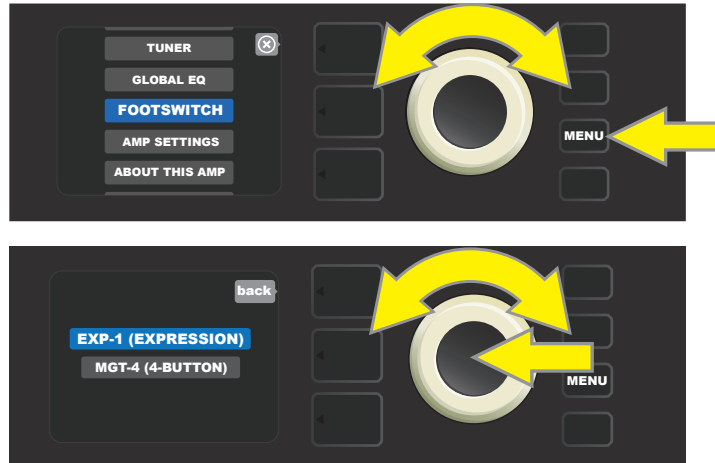 TUNER
GLOBAL EQ
FOOTSWITCH
AMP SETTINGS
ABOUT THIS AMP
MENU
back
EXP-1 (EXPRESSION)
MGT-4 (4-BUTTON)
MENU